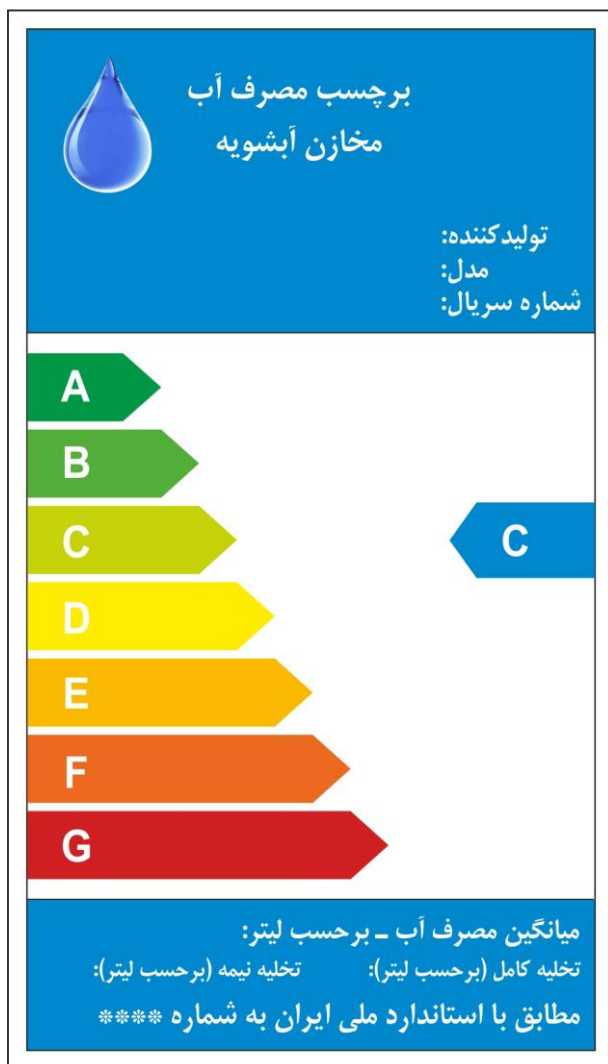 برچسب مصرف آب
مخازن آبشویه
تولیدکننده:
مدل:
شماره سریال:
A
B
C
C
D
E
F
G
میانگین مصرف آب ـ برحسب لیتر:
تخلیه کامل (برحسب لیتر): تخلیه نیمه (برحسب لیتر):
مطابق با استاندارد ملی ایران به شماره ****